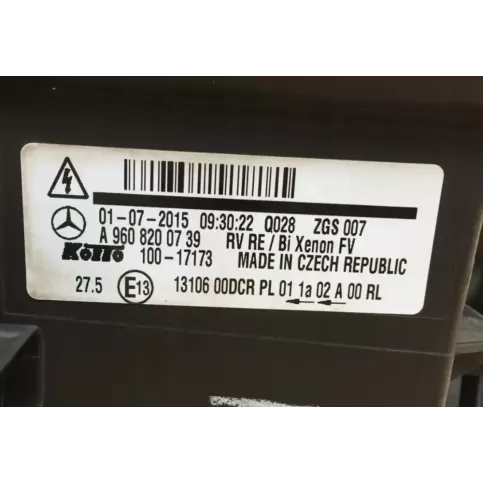 01-07-2015 09:30:22 Q028 ZGS 007
A 960 820 07 39 RV RE / Bi Xenon FV
100-17173 MADE IN CZECH REPUBLIC
27.5 E13 13106 00DCR PL 01 1a 02 A 00 RL